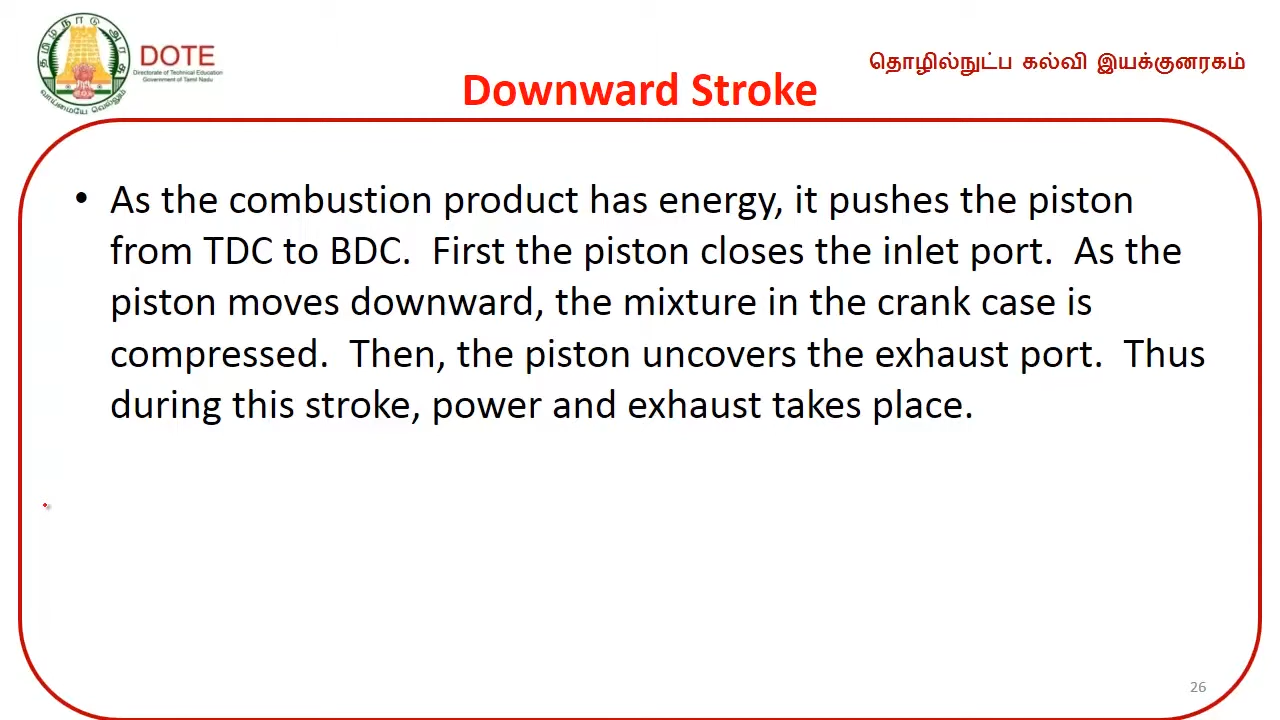 தமிழ்நாடு அரசு
வாய்மையே வெல்லும்
DOTE
Directorate of Technical Education
Government of Tamil Nadu
தொழில்நுட்ப கல்வி இயக்குனரகம்
Downward Stroke
• As the combustion product has energy, it pushes the piston
from TDC to BDC. First the piston closes the inlet port. As the
piston moves downward, the mixture in the crank case is
compressed. Then, the piston uncovers the exhaust port. Thus
during this stroke, power and exhaust takes place.
26